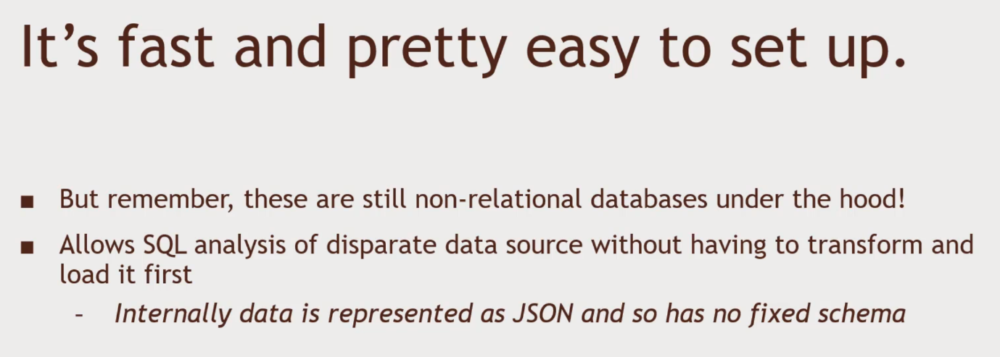 It’s fast and pretty easy to set up.
■ But remember, these are still non-relational databases under the hood!
■ Allows SQL analysis of disparate data source without having to transform and
load it first
– Internally data is represented as JSON and so has no fixed schema